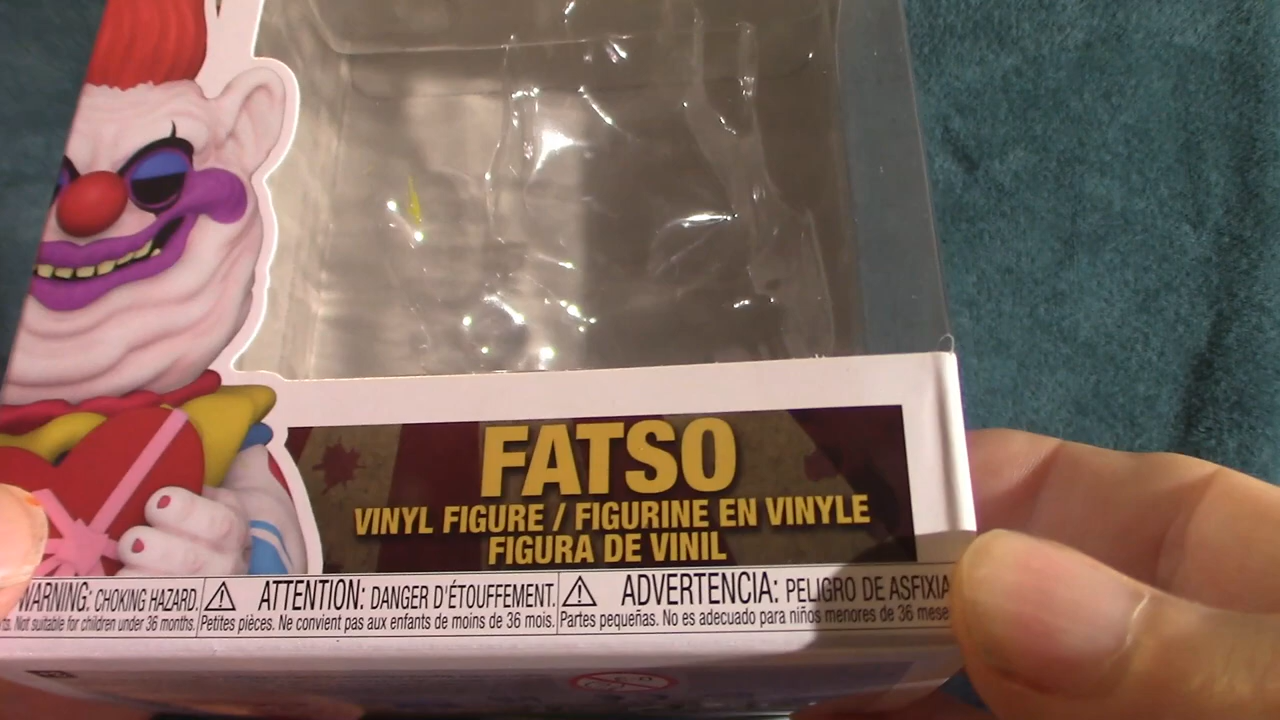 FATSO
VINYL FIGURE / FIGURINE EN VINYLE
FIGURA DE VINIL
WARNING: CHOKING HAZARD.
Not suitable for children under 36 months.
ATTENTION: DANGER D'ÉTOUFFEMENT.
Petites pièces. Ne convient pas aux enfants de moins de 36 mois.
ADVERTENCIA: PELIGRO DE ASFIXIA
Partes pequeñas. No es adecuado para niños menores de 36 mese